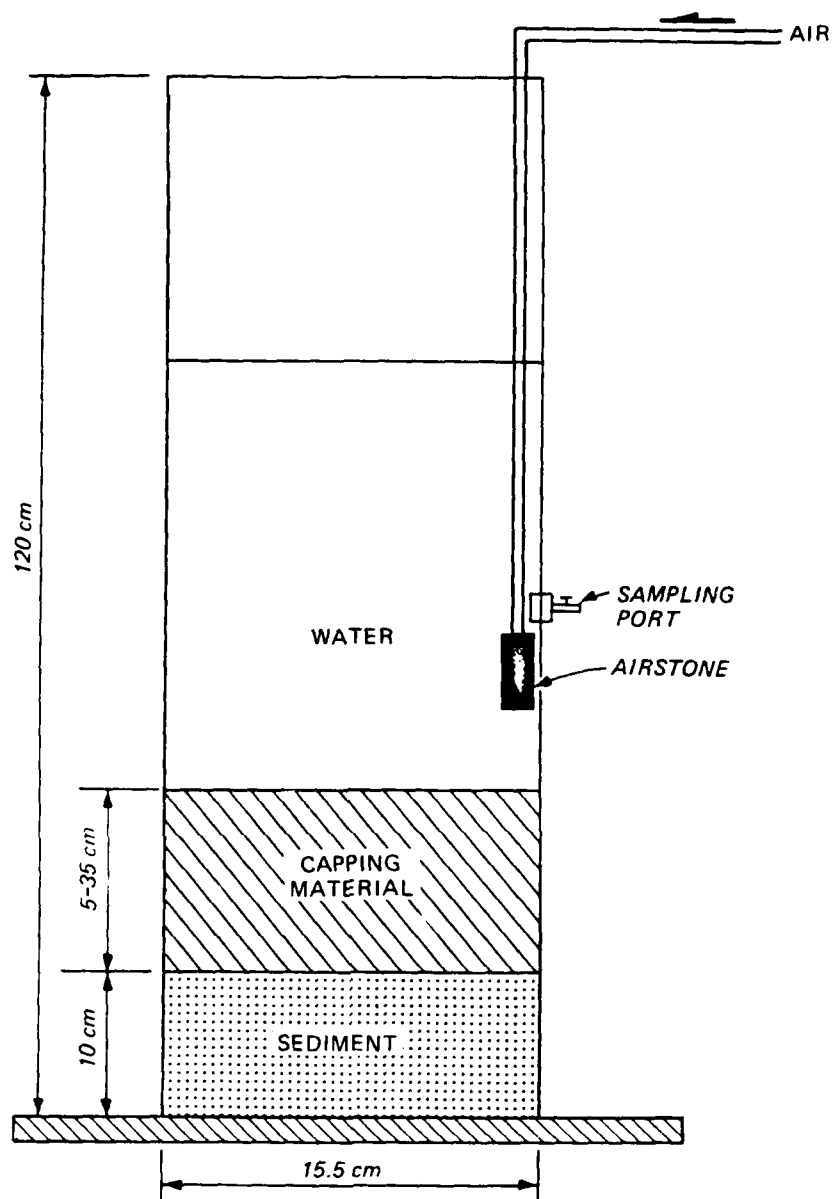 AIR
120 cm
SAMPLING
PORT
WATER
AIRSTONE
5-35 cm
CAPPING
MATERIAL
10 cm
SEDIMENT
15.5 cm